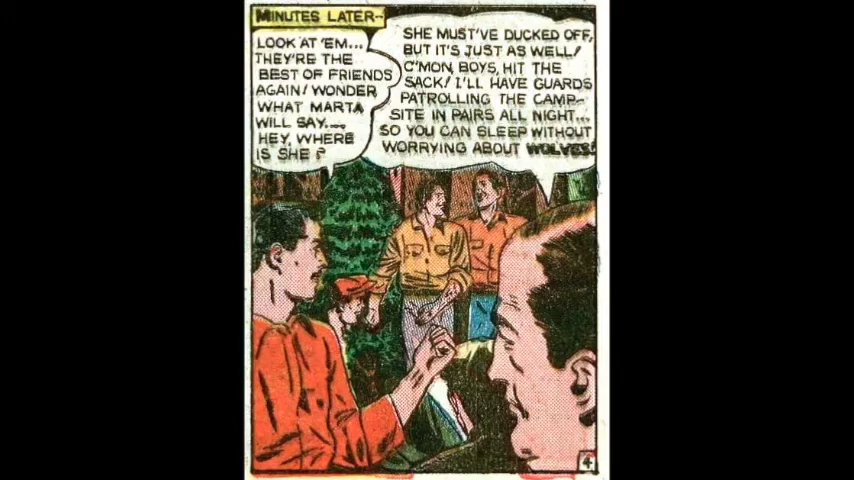 MINUTES LATER--
LOOK AT 'EM...
THEY'RE THE
BEST OF FRIENDS
AGAIN! WONDER
WHAT MARTA
WILL SAY....
HEY, WHERE
IS SHE?
SHE MUST'VE DUCKED OFF,
BUT IT'S JUST AS WELL!
C'MON, BOYS, HIT THE
SACK! I'LL HAVE GUARDS
PATROLLING THE CAMP-
SITE IN PAIRS ALL NIGHT...
SO YOU CAN SLEEP WITHOUT
WORRYING ABOUT WOLVES!
4